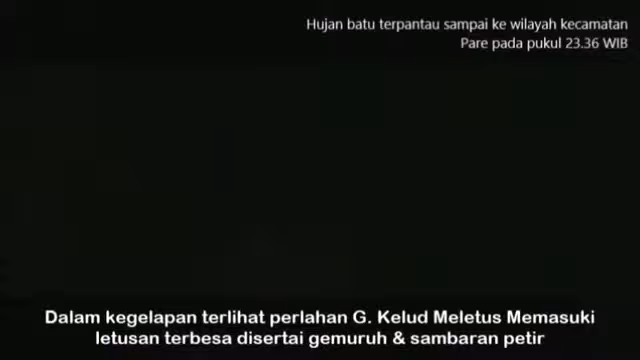 Hujan batu terpantau sampai ke wilayah kecamatan
Pare pada pukul 23.36 WIB
Dalam kegelapan terlihat perlahan G. Kelud Meletus Memasuki
letusan terbesa disertai gemuruh & sambaran petir